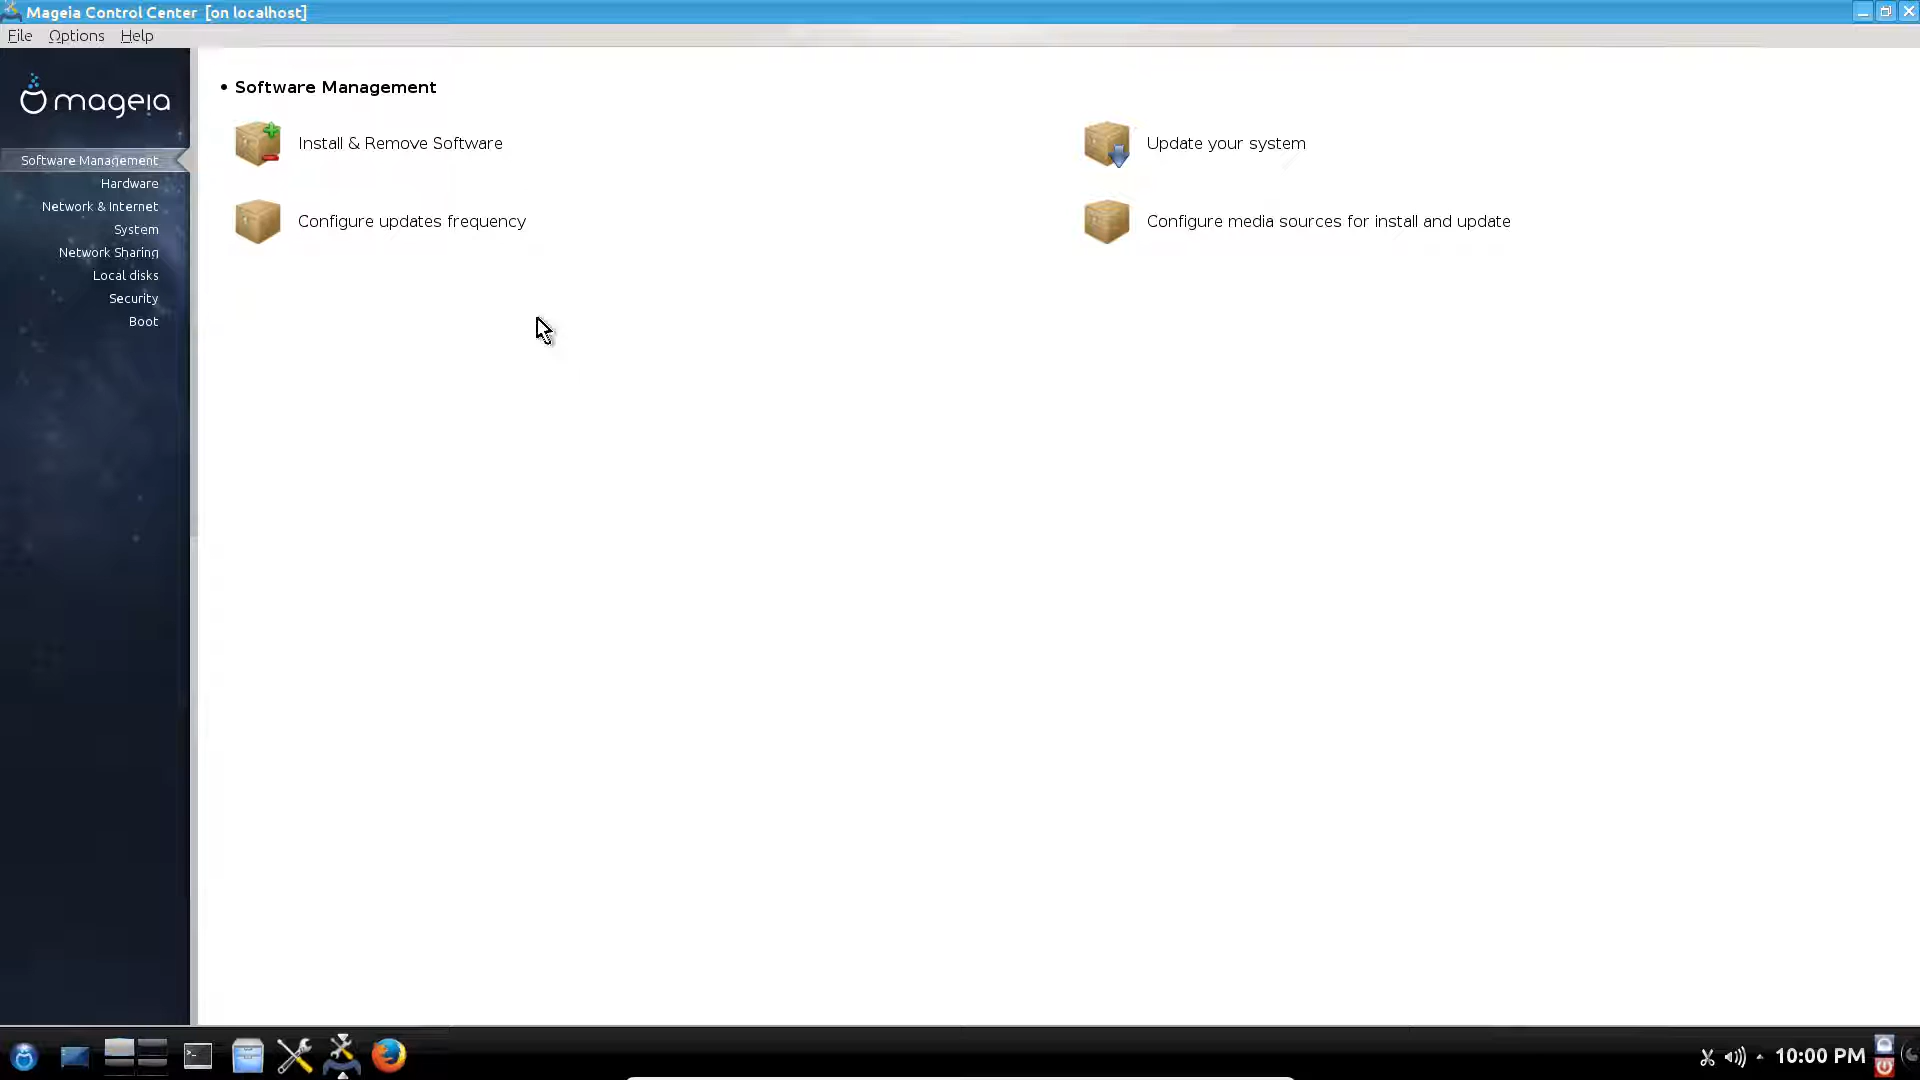 Mageia Control Center [on localhost]
File Options Help
mageia
Software Management
Hardware
Network & Internet
System
Network Sharing
Local disks
Security
Boot
• Software Management
Install & Remove Software
Update your system
Configure updates frequency
Configure media sources for install and update
10:00 PM